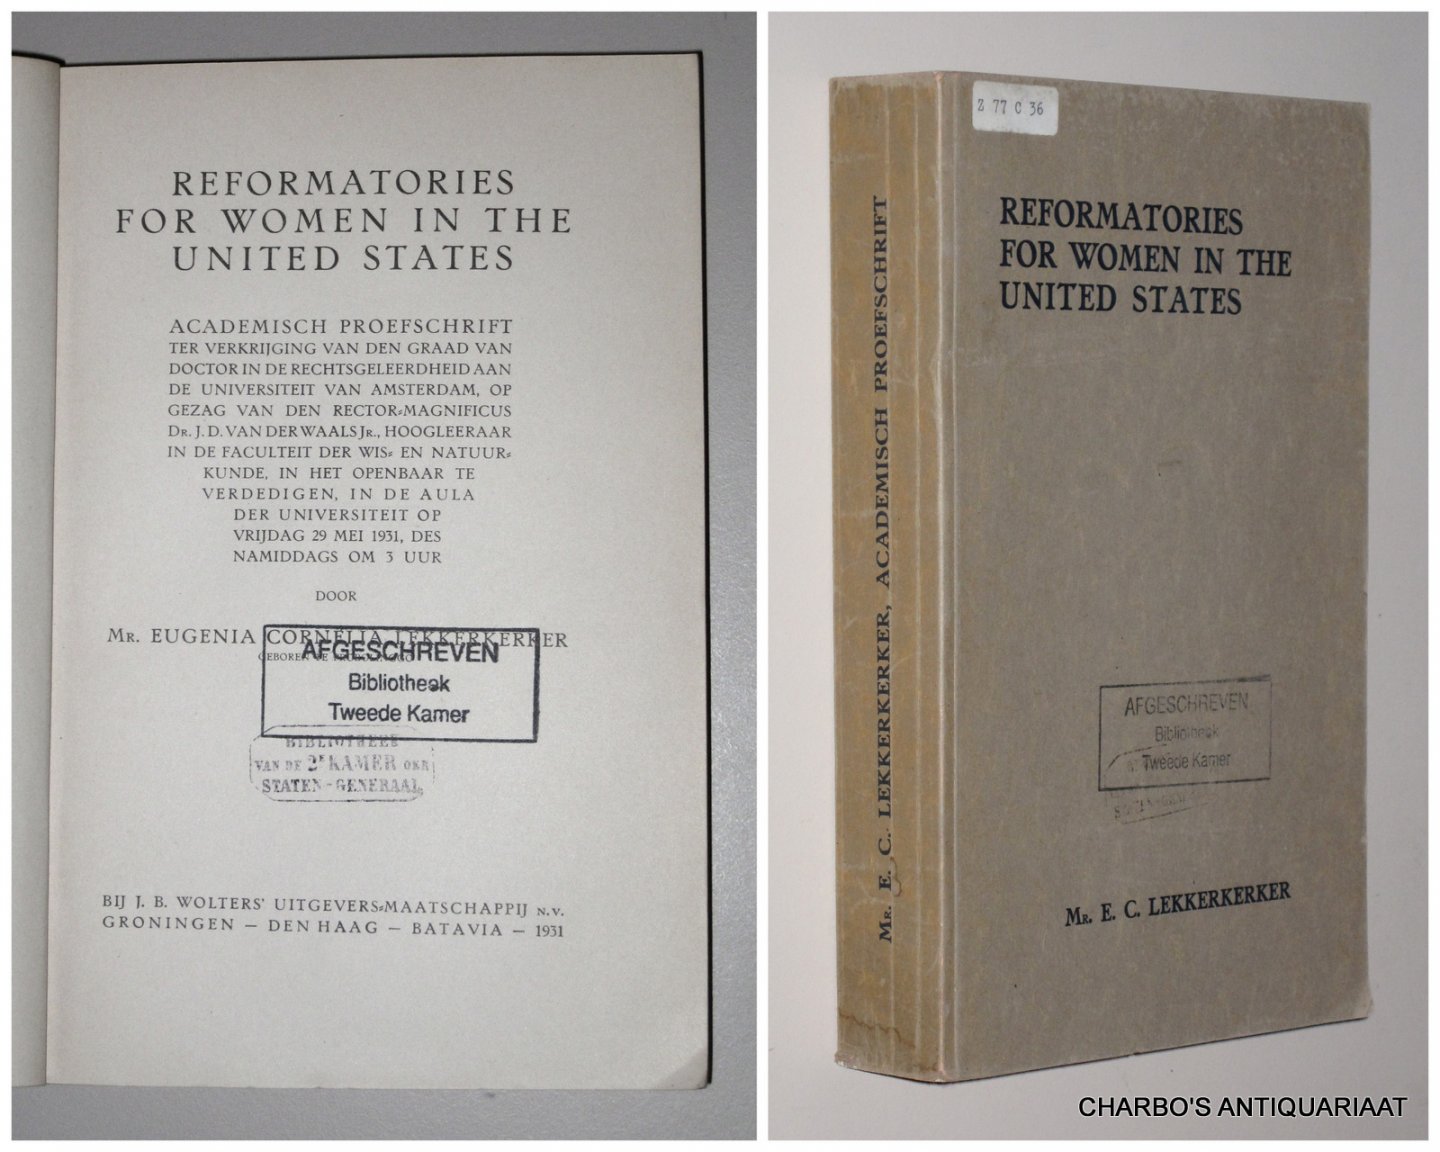 REFORMATORIES
FOR WOMEN IN THE
UNITED STATES
ACADEMISCH PROEFSCHRIFT
TER VERKRIJGING VAN DEN GRAAD VAN
DOCTOR IN DE RECHTSGELEERDHEID AAN
DE UNIVERSITEIT VAN AMSTERDAM, OP
GEZAG VAN DEN RECTOR-MAGNIFICUS
DR. J. D. VAN DER WAALS JR., HOOGLEERAAR
IN DE FACULTEIT DER WIS- EN NATUUR-
KUNDE, IN HET OPENBAAR TE
VERDEDIGEN, IN DE AULA
DER UNIVERSITEIT OP
VRIJDAG 29 MEI 1931, DES
NAMIDDAGS OM 3 UUR
DOOR
MR. EUGENIA CORNELIA LEKKERKERKER
GEBOREN TE
AFGESCHREVEN
Bibliotheek
Tweede Kamer
BIBLIOTHEEK
VAN DE 2E KAMER DER
STATEN-GENERAAL
BIJ J. B. WOLTERS' UITGEVERS-MAATSCHAPPIJ N.V.
GRONINGEN — DEN HAAG — BATAVIA — 1931
MR. E. C. LEKKERKERKER, ACADEMISCH PROEFSCHRIFT
Z 77 C 36
REFORMATORIES
FOR WOMEN IN THE
UNITED STATES
AFGESCHREVEN
Bibliotheek
Tweede Kamer
MR. E. C. LEKKERKERKER
CHARBO'S ANTIQUARIAAT